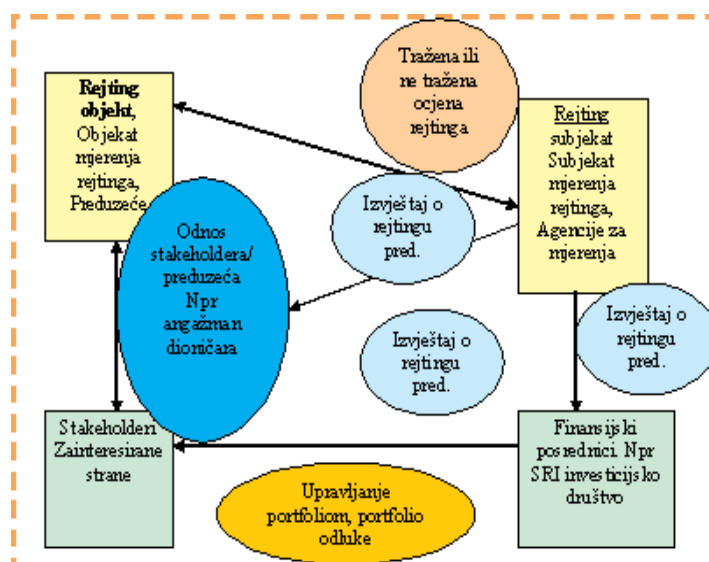 Tražena ili
ne tražena
ocjena
rejtinga
Rejting
objekt,
Objekat
mjerenja
rejtinga,
Preduzeće
Rejting
subjekat
Subjekat
mjerenja
rejtinga,
Agencije za
mjerenja
Izvještaj o
rejtingu
pred.
Odnos
stakeholdera/
preduzeća
Npr
angažman
dioničara
Izvještaj o
rejtingu
pred.
Izvještaj o
rejtingu
pred.
Stakeholderi
Zainteresirane
strane
Finansijski
posrednici. Npr
SRI investicijsko
društvo
Upravljanje
portfoliom, portfolio
odluke